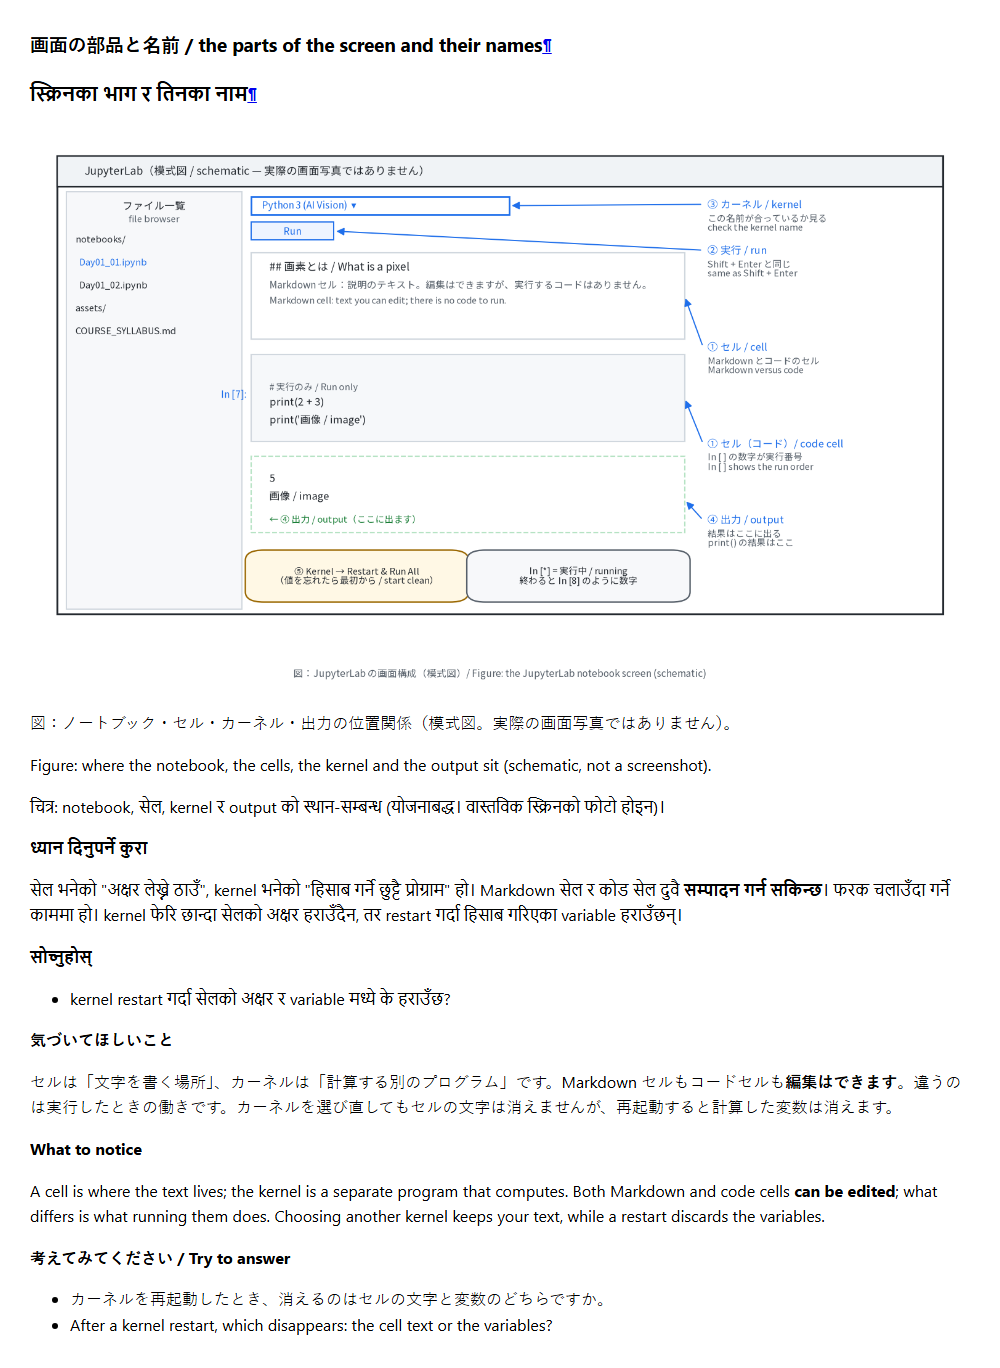 画面の部品と名前 / the parts of the screen and their names¶
स्क्रिनका भाग र तिनका नाम¶
JupyterLab（模式図 / schematic — 実際の画面写真ではありません）
ファイル一覧
file browser
notebooks/
Day01_01.ipynb
Day01_02.ipynb
assets/
COURSE_SYLLABUS.md
Python 3 (AI Vision) ▾
Run
## 画素とは / What is a pixel
Markdown セル：説明のテキスト。編集はできますが、実行するコードはありません。
Markdown cell: text you can edit; there is no code to run.
In [7]:
# 実行のみ / Run only
print(2 + 3)
print('画像 / image')
5
画像 / image
← ④ 出力 / output（ここに出ます）
⑤ Kernel → Restart & Run All
（値を忘れたら最初から / start clean）
In [*] = 実行中 / running
終わると In [8] のように数字
③ カーネル / kernel
この名前が合っているか見る
check the kernel name
② 実行 / run
Shift + Enter と同じ
same as Shift + Enter
① セル / cell
Markdown とコードのセル
Markdown versus code
① セル（コード）/ code cell
In [ ] の数字が実行番号
In [ ] shows the run order
④ 出力 / output
結果はここに出る
print() の結果はここ
図：JupyterLab の画面構成（模式図）/ Figure: the JupyterLab notebook screen (schematic)
図：ノートブック・セル・カーネル・出力の位置関係（模式図。実際の画面写真ではありません）。
Figure: where the notebook, the cells, the kernel and the output sit (schematic, not a screenshot).
चित्र: notebook, सेल, kernel र output को स्थान-सम्बन्ध (योजनाबद्ध। वास्तविक स्क्रिनको फोटो होइन)।
ध्यान दिनुपर्ने कुरा
सेल भनेको "अक्षर लेख्ने ठाउँ", kernel भनेको "हिसाब गर्ने छुट्टै प्रोग्राम" हो। Markdown सेल र कोड सेल दुवै सम्पादन गर्न सकिन्छ। फरक चलाउँदा गर्ने
काममा हो। kernel फेरि छान्दा सेलको अक्षर हराउँदैन, तर restart गर्दा हिसाब गरिएका variable हराउँछन्।
सोच्नुहोस्
• kernel restart गर्दा सेलको अक्षर र variable मध्ये के हराउँछ?
気づいてほしいこと
セルは「文字を書く場所」、カーネルは「計算する別のプログラム」です。Markdown セルもコードセルも編集はできます。違うの
は実行したときの働きです。カーネルを選び直してもセルの文字は消えませんが、再起動すると計算した変数は消えます。
What to notice
A cell is where the text lives; the kernel is a separate program that computes. Both Markdown and code cells can be edited; what
differs is what running them does. Choosing another kernel keeps your text, while a restart discards the variables.
考えてみてください / Try to answer
• カーネルを再起動したとき、消えるのはセルの文字と変数のどちらですか。
• After a kernel restart, which disappears: the cell text or the variables?